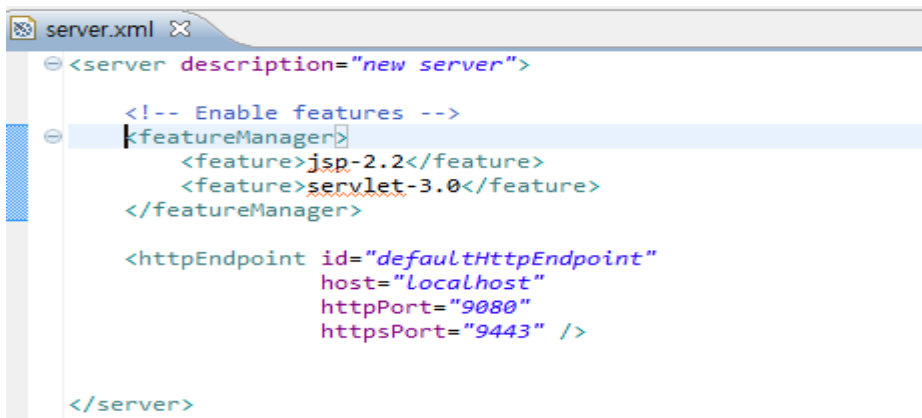 server.xml
<server description="new server">
<!-- Enable features -->
<featureManager>
<feature>jsp-2.2</feature>
<feature>servlet-3.0</feature>
</featureManager>
<httpEndpoint id="defaultHttpEndpoint"
host="localhost"
httpPort="9080"
httpsPort="9443" />
</server>